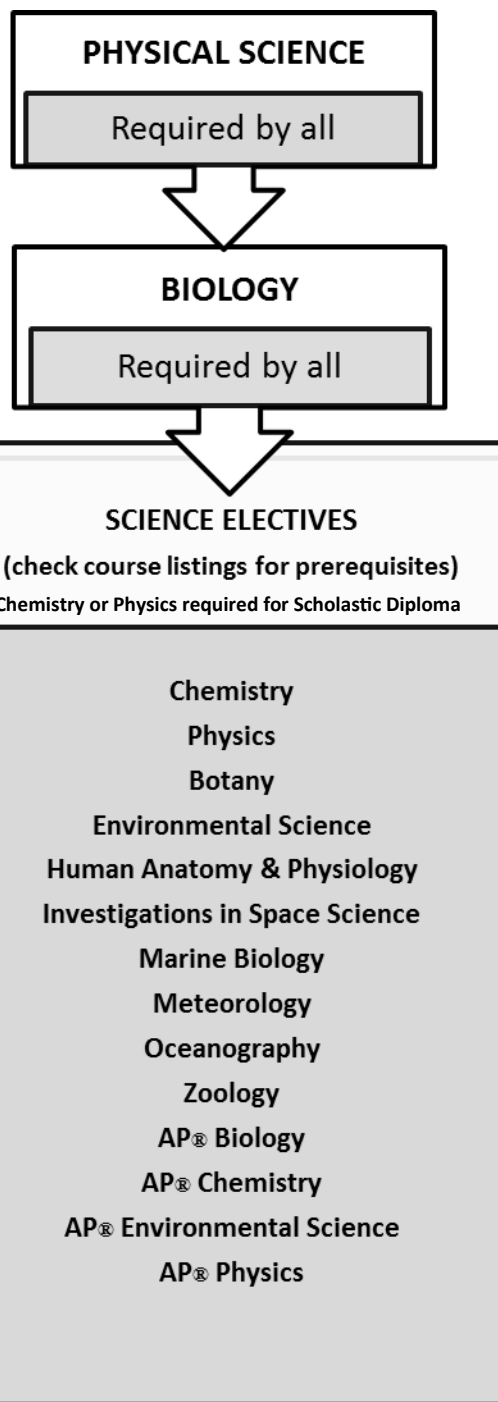 PHYSICAL SCIENCE
Required by all
BIOLOGY
Required by all
SCIENCE ELECTIVES
(check course listings for prerequisites)
Chemistry or Physics required for Scholastic Diploma
Chemistry
Physics
Botany
Environmental Science
Human Anatomy & Physiology
Investigations in Space Science
Marine Biology
Meteorology
Oceanography
Zoology
AP® Biology
AP® Chemistry
AP® Environmental Science
AP® Physics